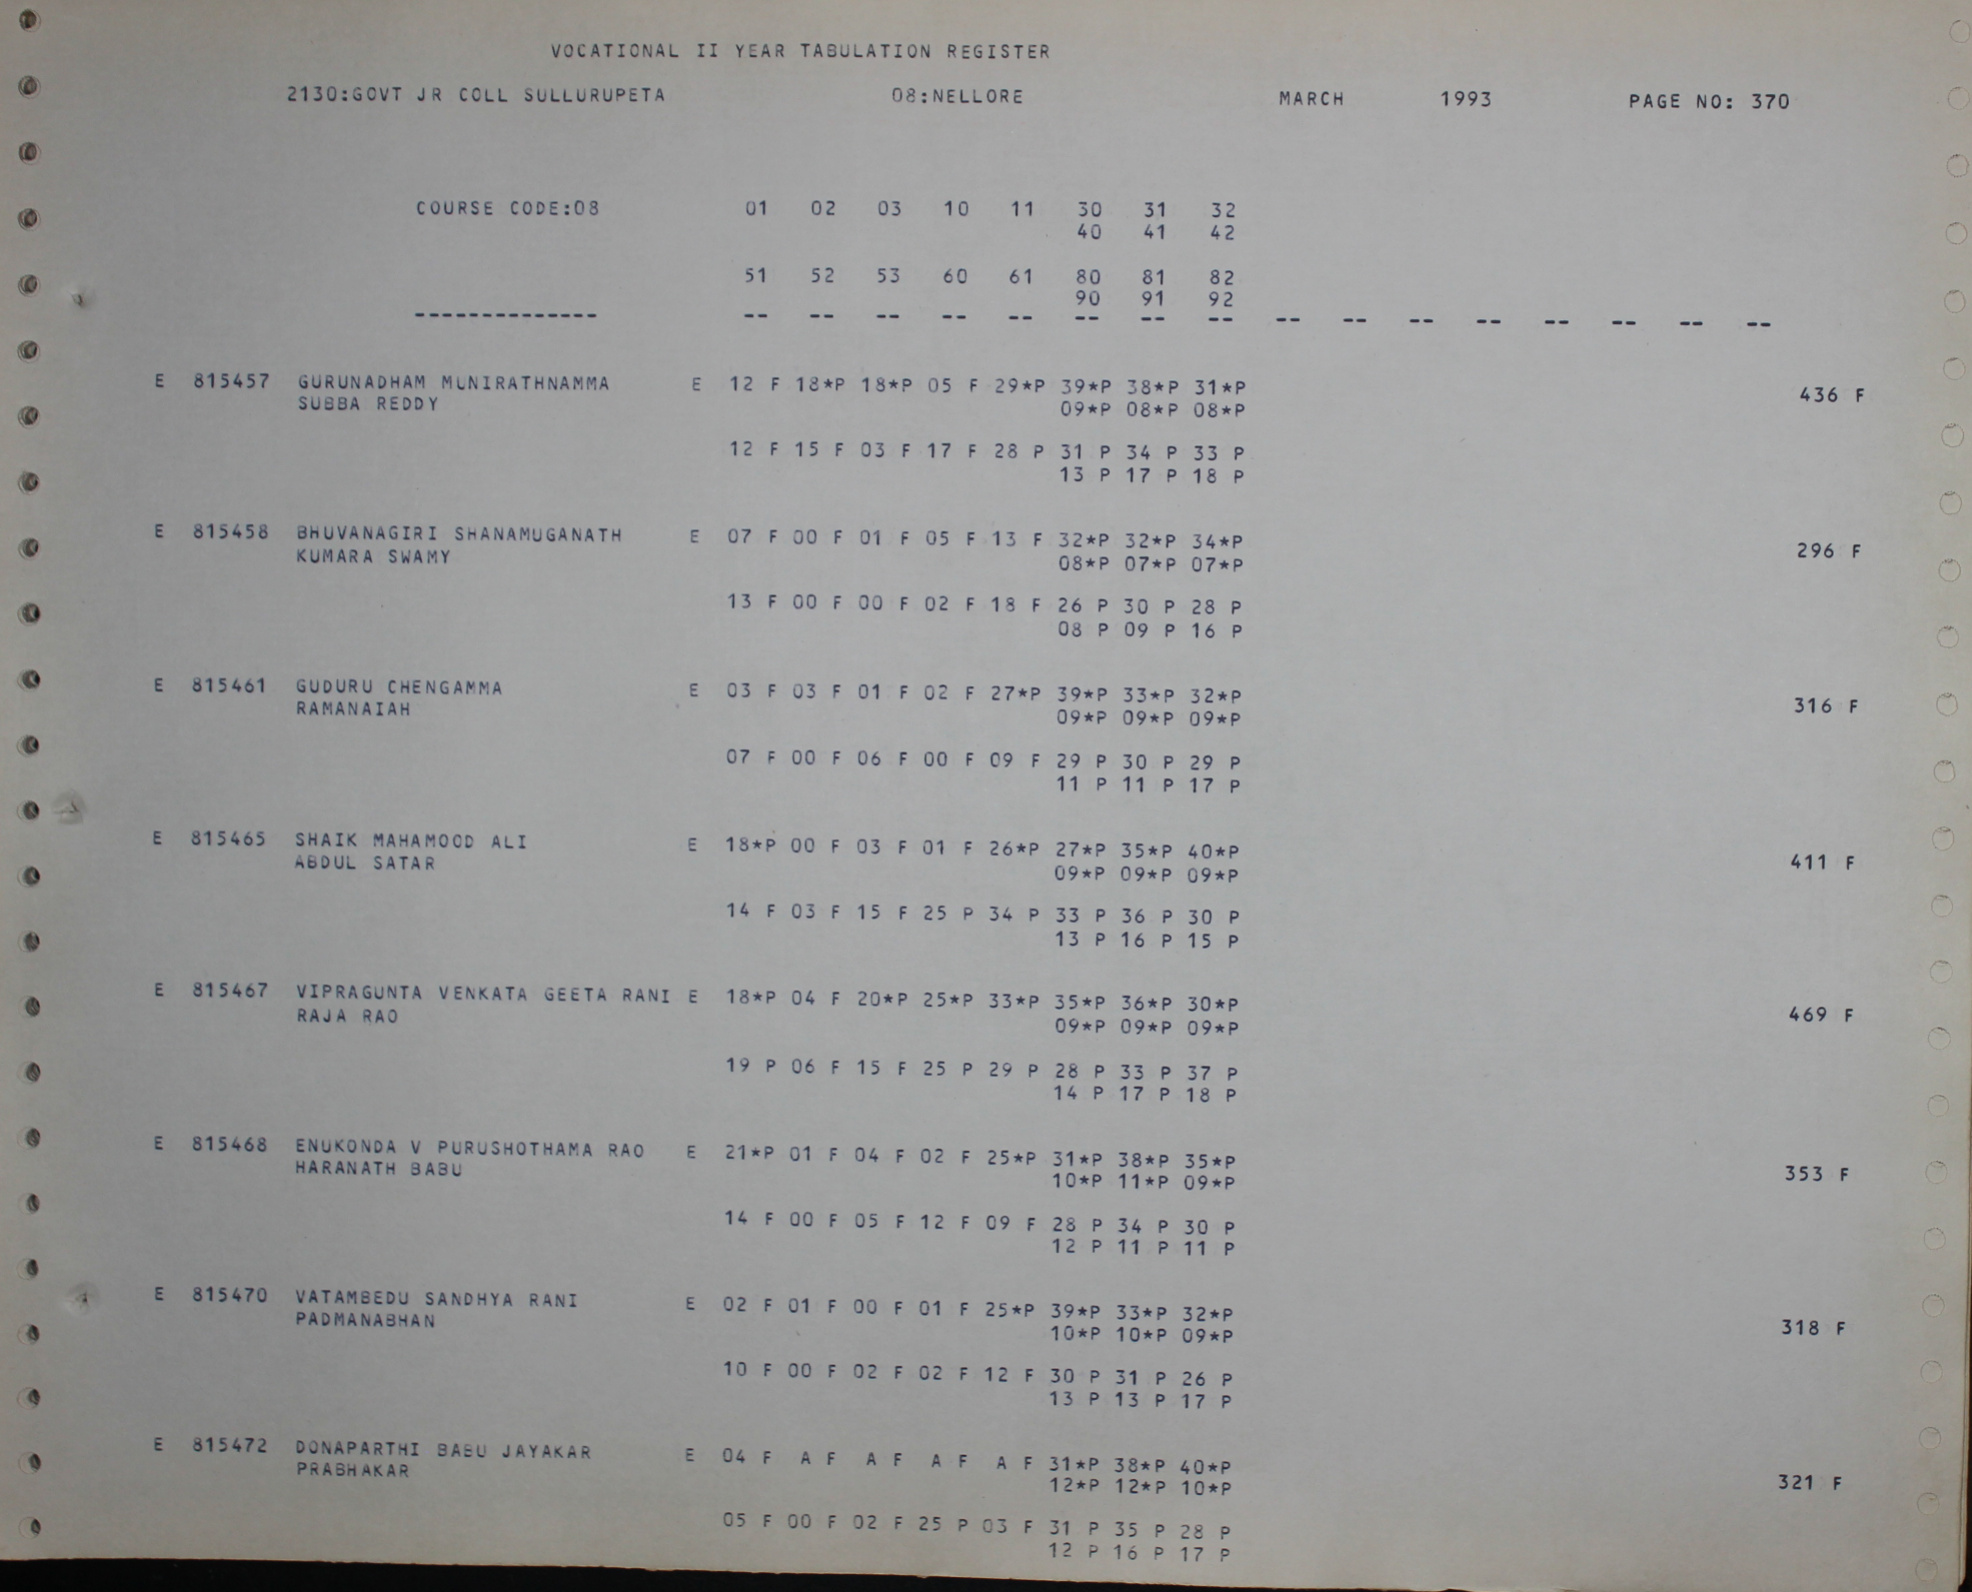 VOCATIONAL II YEAR TABULATION REGISTER
2130:GOVT JR COLL SULLURUPETA 08:NELLORE MARCH 1993 PAGE NO: 370
COURSE CODE:08 01 02 03 10 11 30 31 32
40 41 42
51 52 53 60 61 80 81 82
90 91 92
-------------- -- -- -- -- -- -- -- -- -- -- -- -- -- -- -- --
E 815457 GURUNADHAM MUNIRATHNAMMA E 12 F 18*P 18*P 05 F 29*P 39*P 38*P 31*P 436 F
SUBBA REDDY 09*P 08*P 08*P
12 F 15 F 03 F 17 F 28 P 31 P 34 P 33 P
13 P 17 P 18 P
E 815458 BHUVANAGIRI SHANAMUGANATH E 07 F 00 F 01 F 05 F 13 F 32*P 32*P 34*P 296 F
KUMARA SWAMY 08*P 07*P 07*P
13 F 00 F 00 F 02 F 18 F 26 P 30 P 28 P
08 P 09 P 16 P
E 815461 GUDURU CHENGAMMA E 03 F 03 F 01 F 02 F 27*P 39*P 33*P 32*P 316 F
RAMANAIAH 09*P 09*P 09*P
07 F 00 F 06 F 00 F 09 F 29 P 30 P 29 P
11 P 11 P 17 P
E 815465 SHAIK MAHAMOOD ALI E 18*P 00 F 03 F 01 F 26*P 27*P 35*P 40*P 411 F
ABDUL SATAR 09*P 09*P 09*P
14 F 03 F 15 F 25 P 34 P 33 P 36 P 30 P
13 P 16 P 15 P
E 815467 VIPRAGUNTA VENKATA GEETA RANI E 18*P 04 F 20*P 25*P 33*P 35*P 36*P 30*P 469 F
RAJA RAO 09*P 09*P 09*P
19 P 06 F 15 F 25 P 29 P 28 P 33 P 37 P
14 P 17 P 18 P
E 815468 ENUKONDA V PURUSHOTHAMA RAO E 21*P 01 F 04 F 02 F 25*P 31*P 38*P 35*P 353 F
HARANATH BABU 10*P 11*P 09*P
14 F 00 F 05 F 12 F 09 F 28 P 34 P 30 P
12 P 11 P 11 P
E 815470 VATAMBEDU SANDHYA RANI E 02 F 01 F 00 F 01 F 25*P 39*P 33*P 32*P 318 F
PADMANABHAN 10*P 10*P 09*P
10 F 00 F 02 F 02 F 12 F 30 P 31 P 26 P
13 P 13 P 17 P
E 815472 DONAPARTHI BABU JAYAKAR E 04 F A F A F A F A F 31*P 38*P 40*P 321 F
PRABHAKAR 12*P 12*P 10*P
05 F 00 F 02 F 25 P 03 F 31 P 35 P 28 P
12 P 16 P 17 P